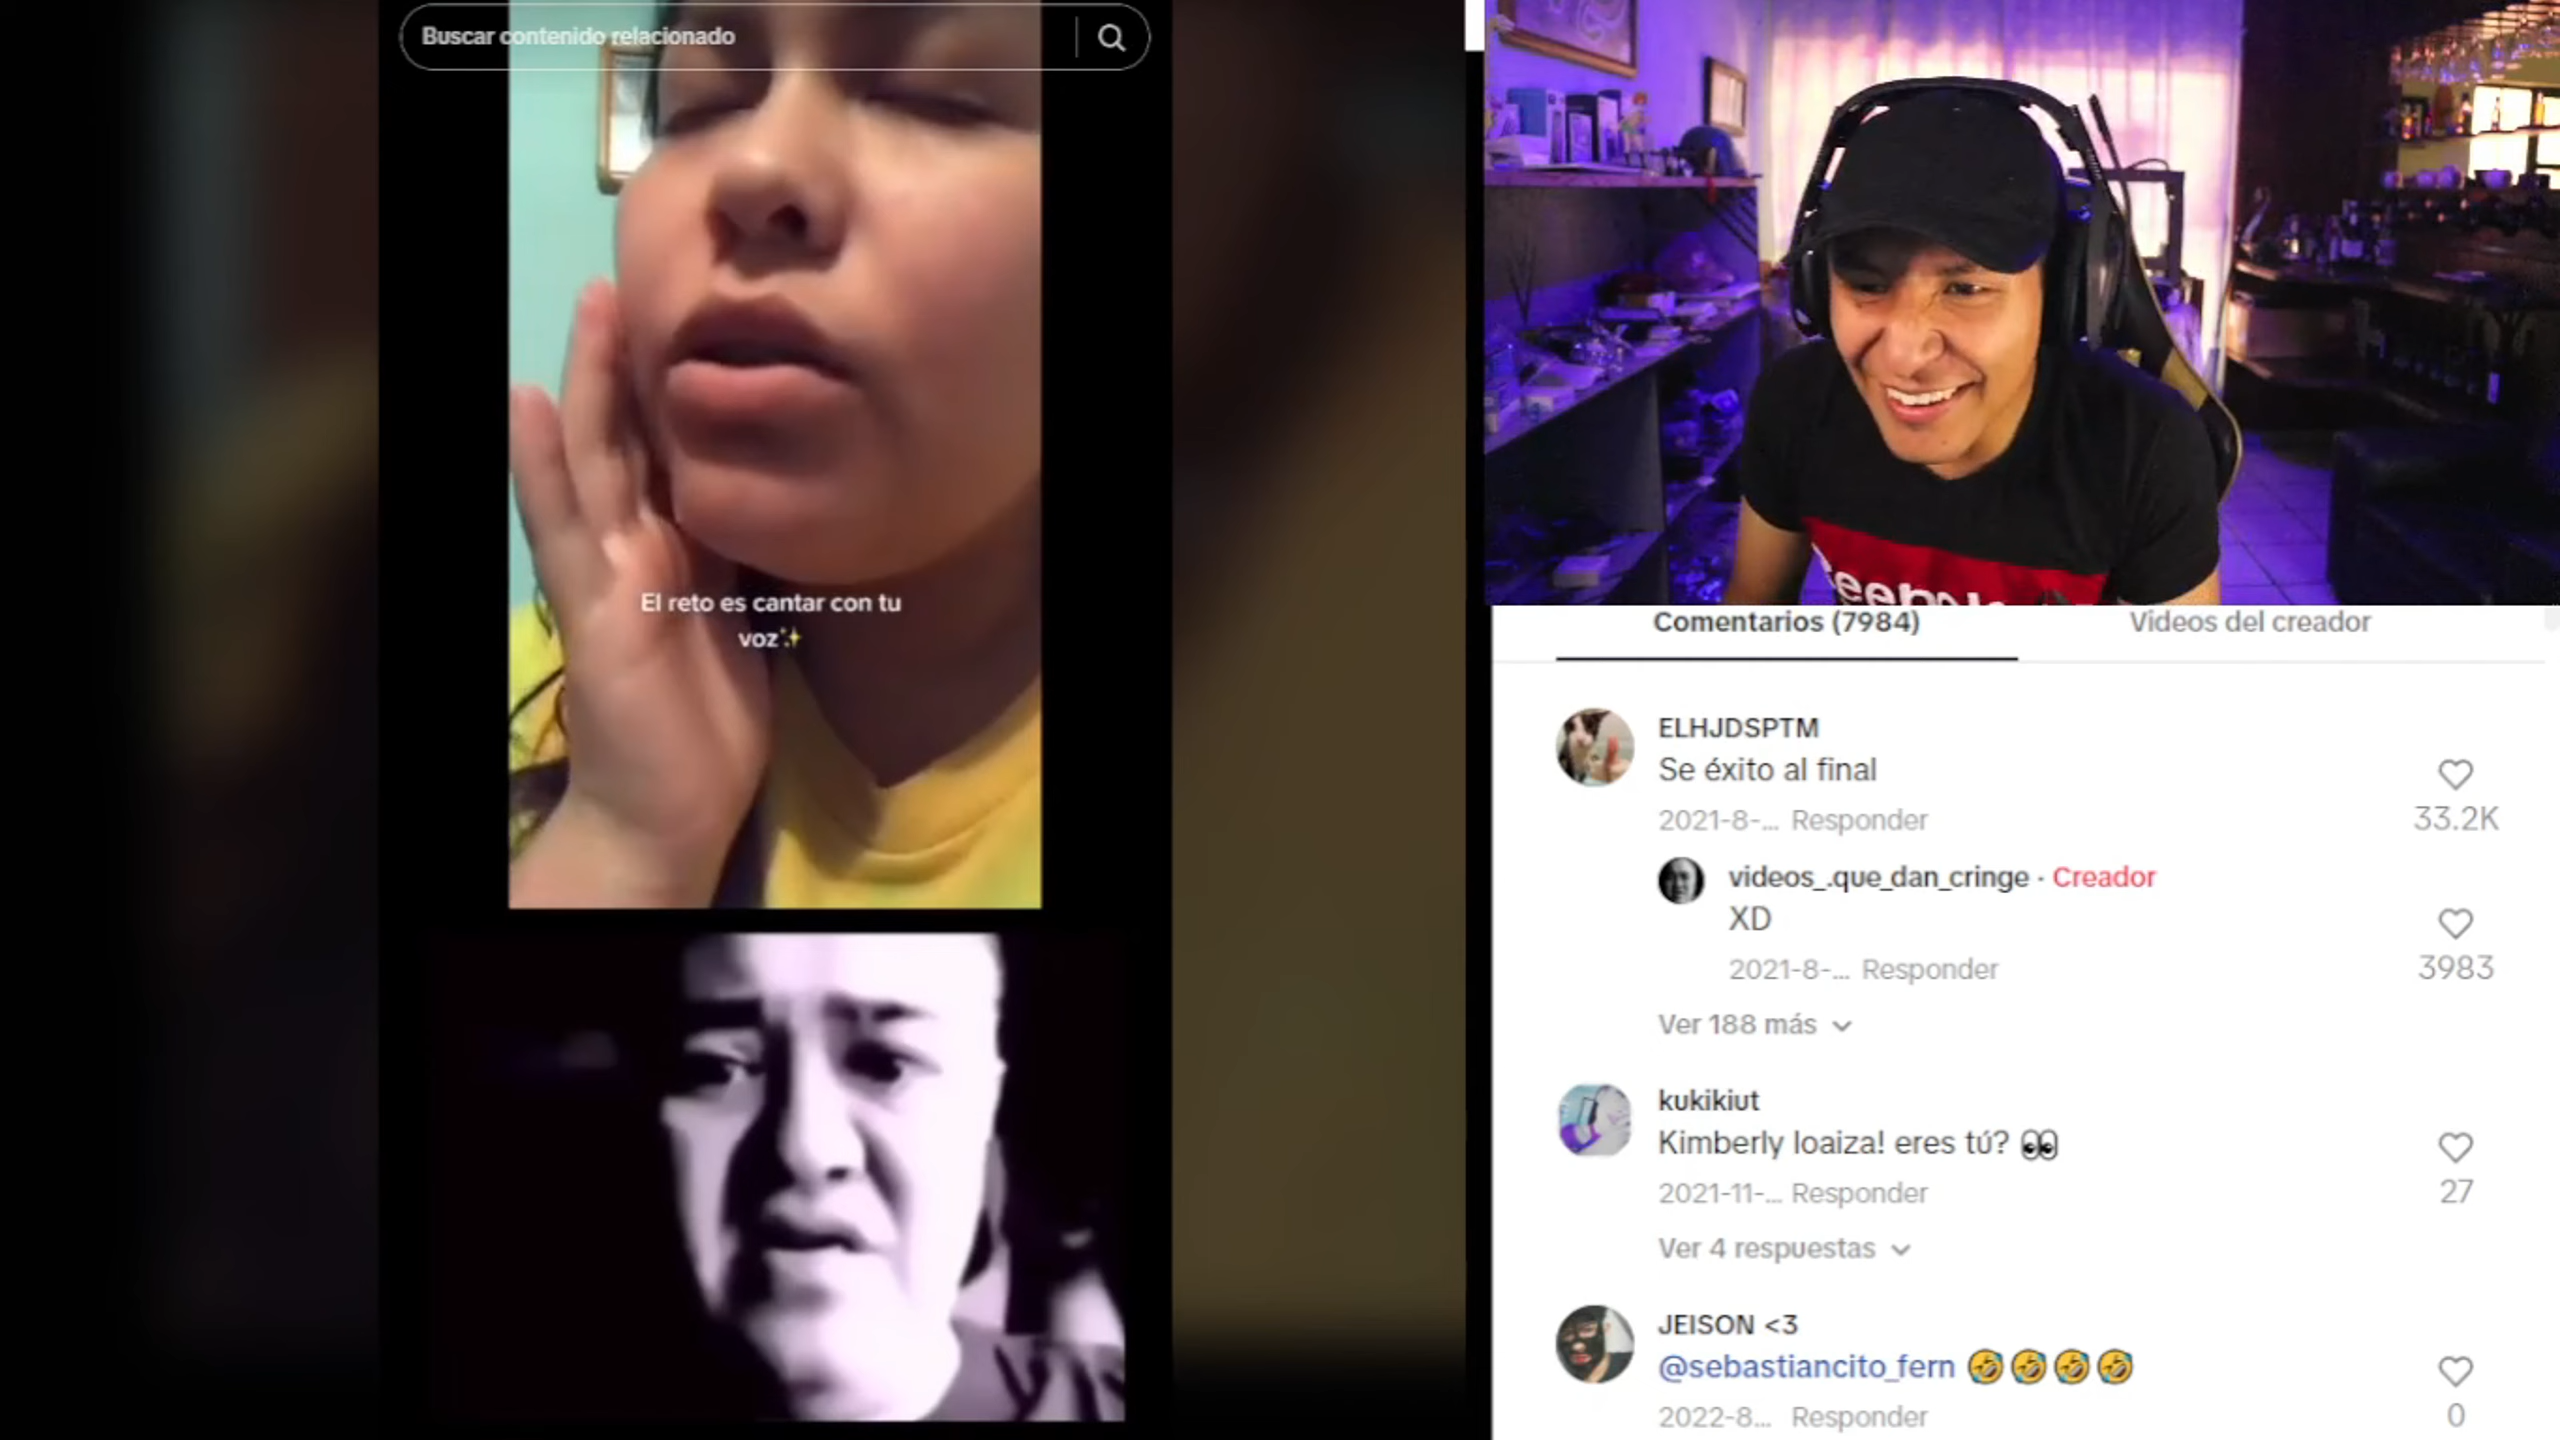 Buscar contenido relacionado
El reto es cantar con tu
voz✨
Comentarios (7984)
Videos del creador
ELHJDSPTM
Se éxito al final
33.2K
2021-8-... Responder
videos_.que_dan_cringe · Creador
XD
3983
2021-8-... Responder
Ver 188 más
kukikiut
Kimberly loaiza! eres tú? 👀
27
2021-11-... Responder
Ver 4 respuestas
JEISON <3
@sebastiancito_fern 🤣🤣🤣🤣
0
2022-8... Responder